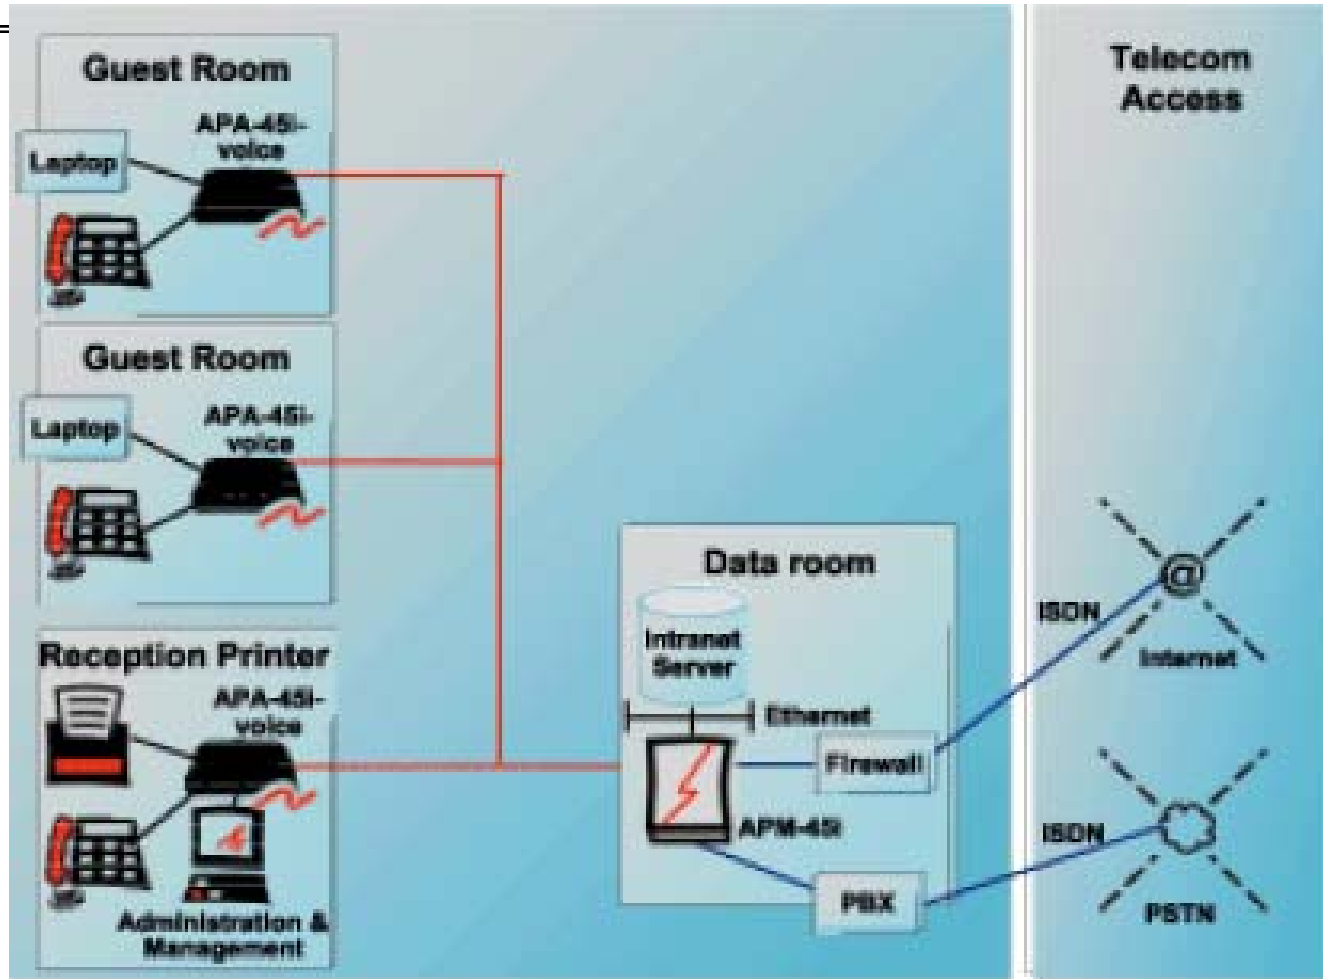 Guest Room
APA-45i-
voice
Laptop
Guest Room
APA-45i-
voice
Laptop
Reception Printer
APA-45i-
voice
Administration &
Management
Data room
Intranet
Server
Ethernet
Firewall
APM-45i
PBX
Telecom
Access
ISDN
@
Internet
ISDN
PSTN